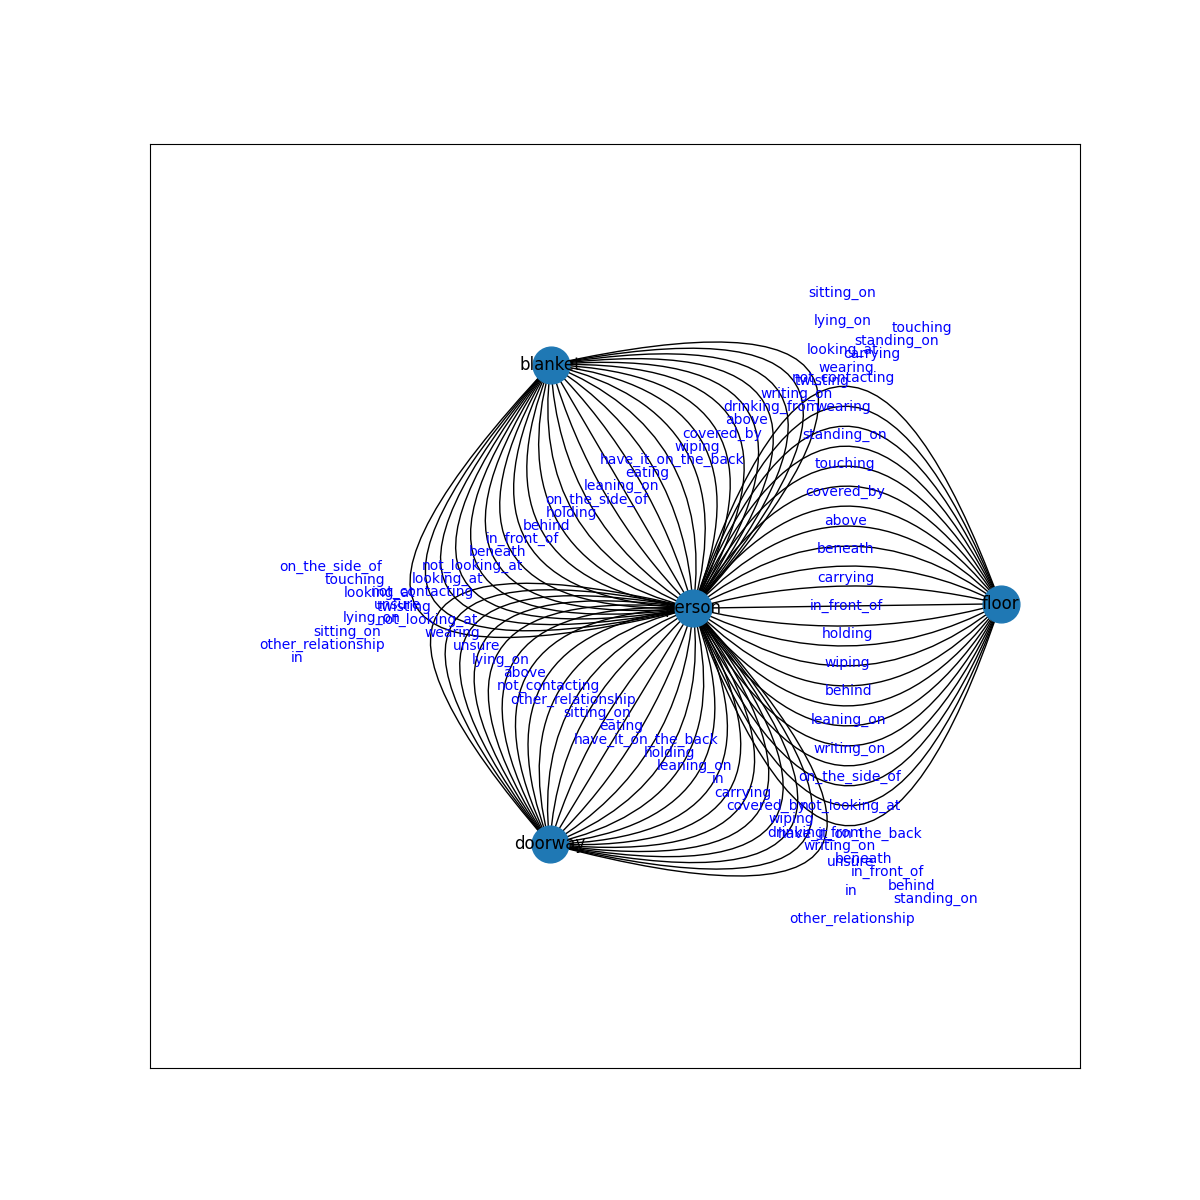 sitting_on
lying_on
touching
standing_on
looking_at
carrying
blanket
wearing
not_contacting
twisting
writing_on
drinking_from
wearing
above
covered_by
standing_on
wiping
have_it_on_the_back
touching
eating
leaning_on
covered_by
on_the_side_of
holding
above
behind
in_front_of
beneath
beneath
not_looking_at
on_the_side_of
looking_at
carrying
touching
looking_at
not_contacting
unsure
twisting
person
in_front_of
floor
lying_on
not_looking_at
sitting_on
wearing
holding
other_relationship
unsure
in
lying_on
wiping
above
not_contacting
behind
other_relationship
sitting_on
leaning_on
eating
have_it_on_the_back
writing_on
holding
leaning_on
in
on_the_side_of
carrying
covered_by
not_looking_at
wiping
drinking_from
have_it_on_the_back
doorway
writing_on
beneath
unsure
in_front_of
behind
in
standing_on
other_relationship